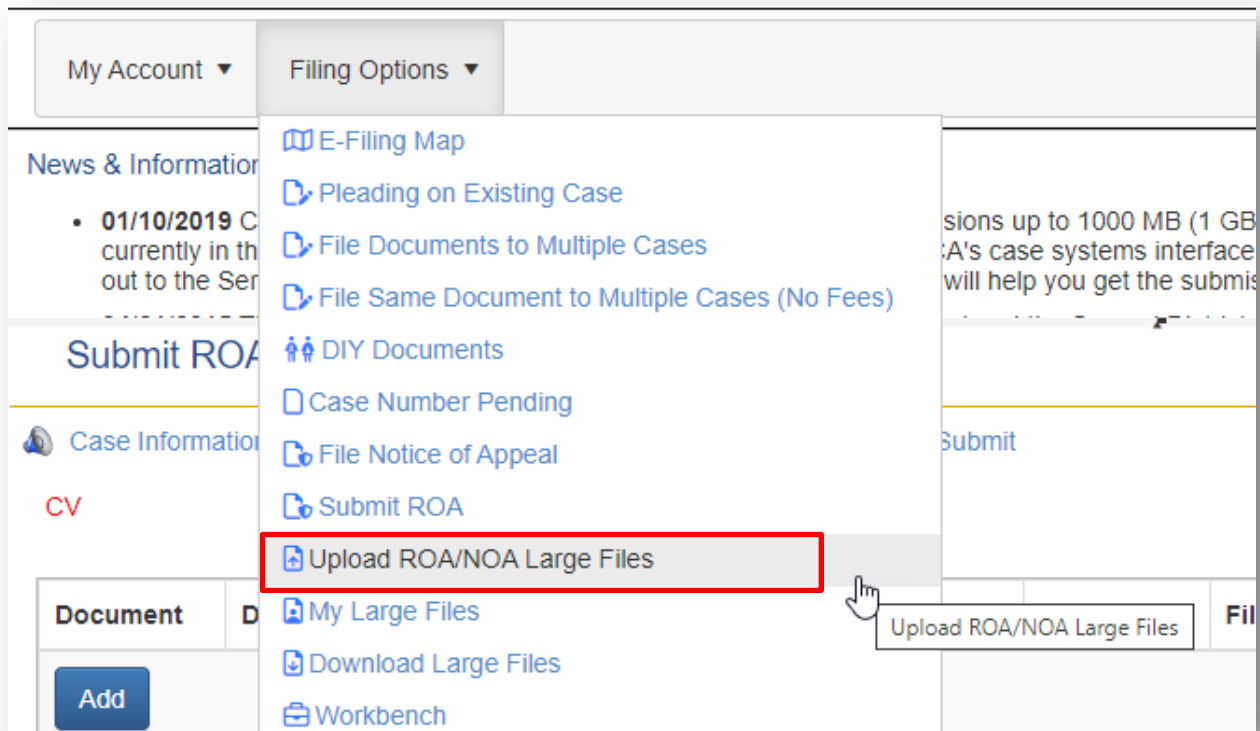 My Account ▼ Filing Options ▼
E-Filing Map
News & Information
Pleading on Existing Case
• 01/10/2019 C sions up to 1000 MB (1 GB
File Documents to Multiple Cases
currently in th CA's case systems interface
out to the Ser will help you get the submis
File Same Document to Multiple Cases (No Fees)
Submit ROA
DIY Documents
Case Number Pending
Case Information Submit
File Notice of Appeal
CV
Submit ROA
Upload ROA/NOA Large Files
Document D Fil
My Large Files
Upload ROA/NOA Large Files
Download Large Files
Add
Workbench